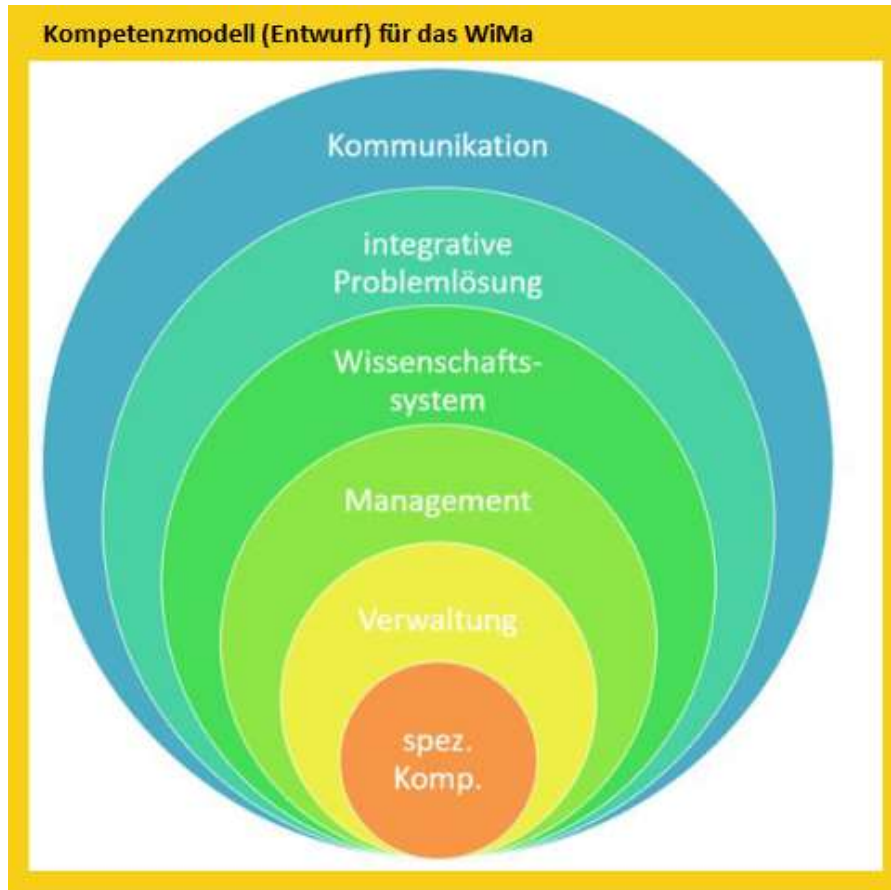 Kompetenzmodell (Entwurf) für das WiMa
Kommunikation
integrative
Problemlösung
Wissenschafts-
system
Management
Verwaltung
spez.
Komp.